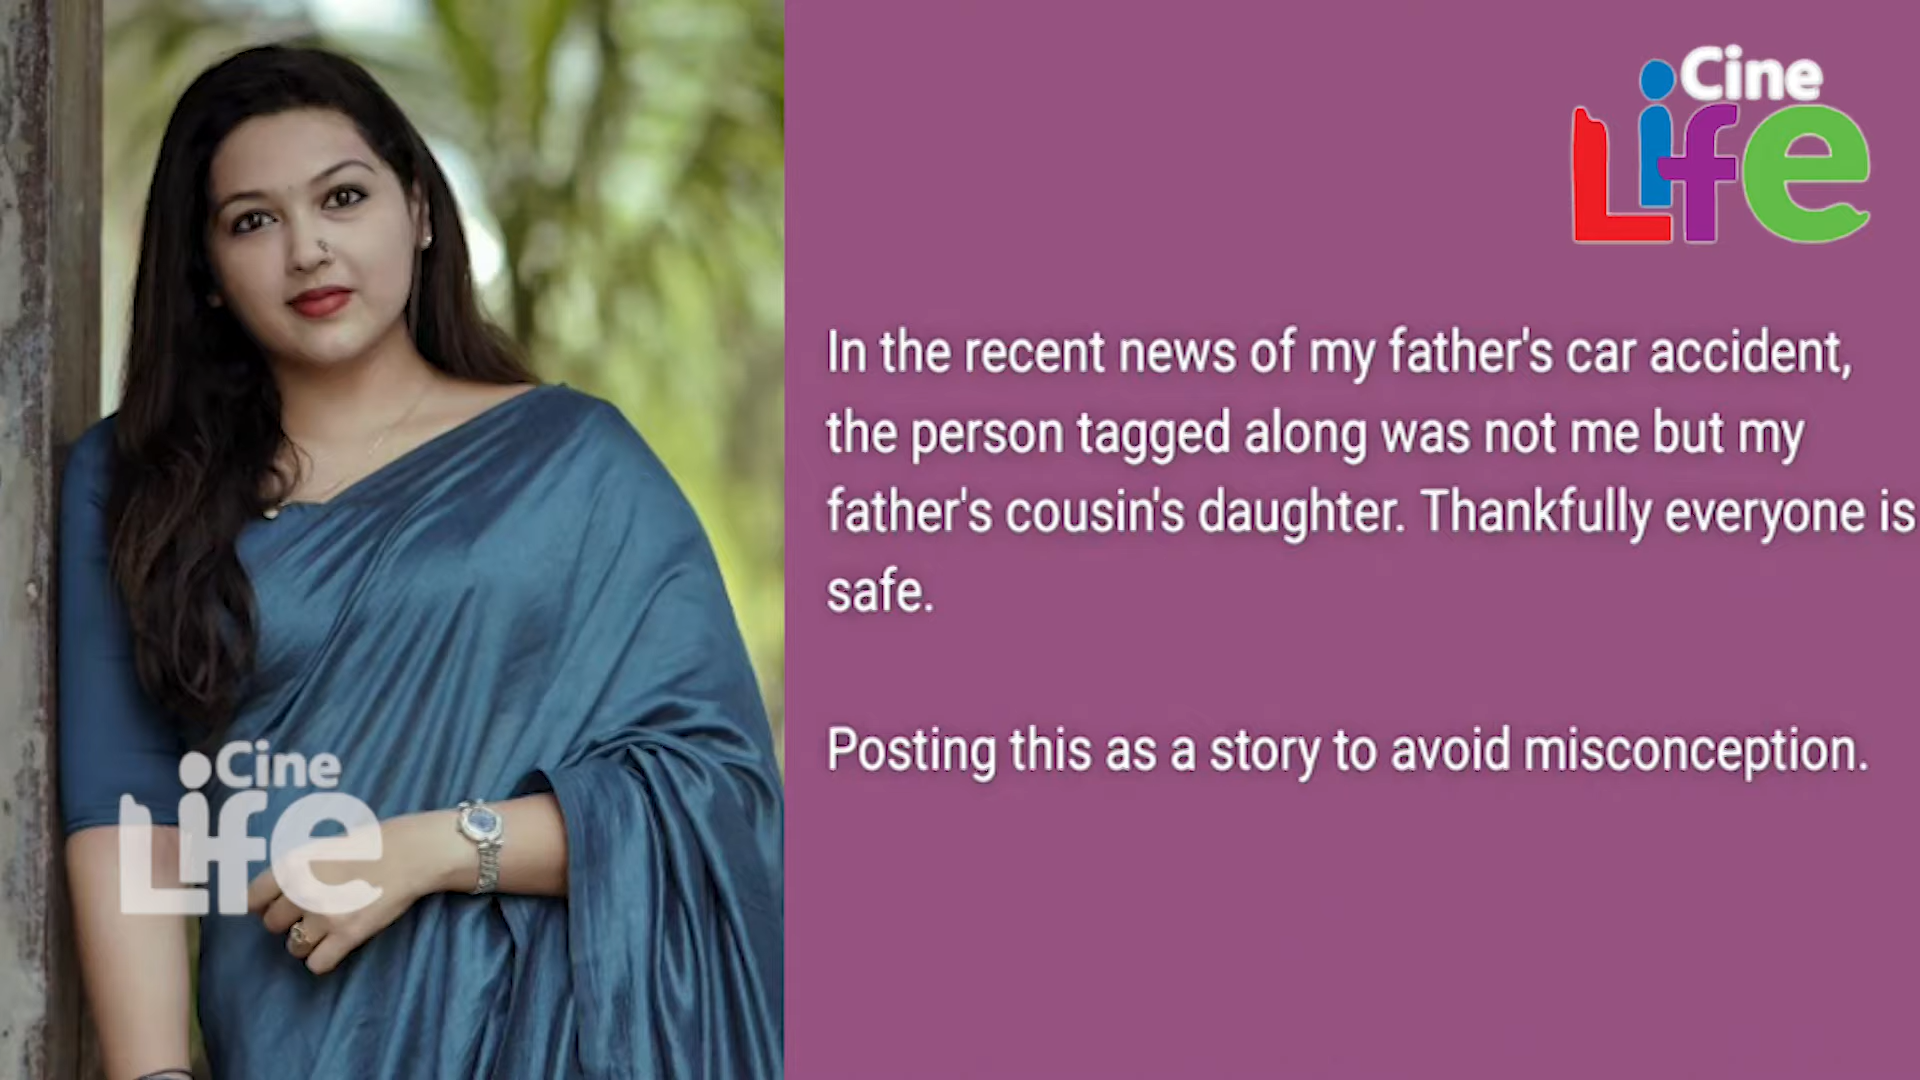 Cine
Life
In the recent news of my father's car accident,
the person tagged along was not me but my
father's cousin's daughter. Thankfully everyone is
safe.
Posting this as a story to avoid misconception.
Cine
Life